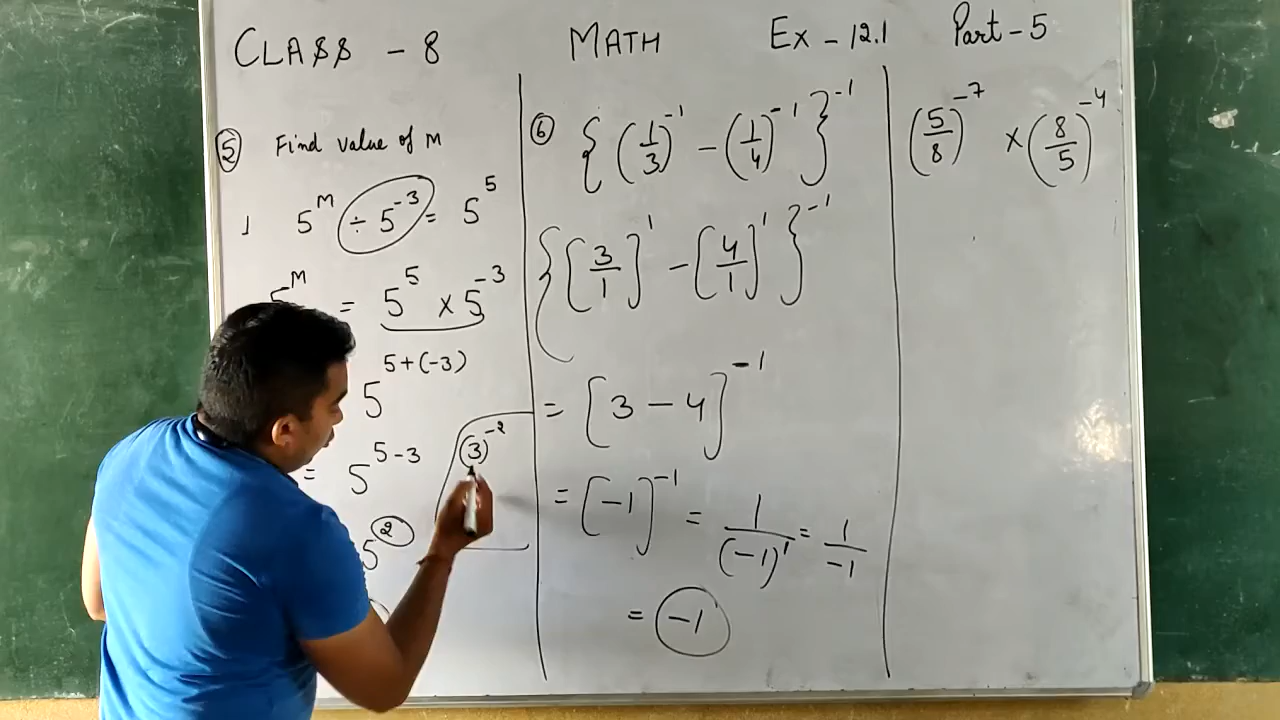 CLASS - 8 MATH Ex - 12.1 Part - 5
⑤ Find value of M
5^M ÷ 5^-3 = 5^5
= 5^5 × 5^-3
5^5+(-3)
= 5^5-3
5^2
(3)^-2
⑥ {(1/3)^-1 - (1/4)^-1}^-1
{[3/1]^1 - [4/1]^1}^-1
= [3 - 4]^-1
= [-1]^-1 = 1/(-1)^1 = 1/-1
= -1
(5/8)^-7 × (8/5)^-4